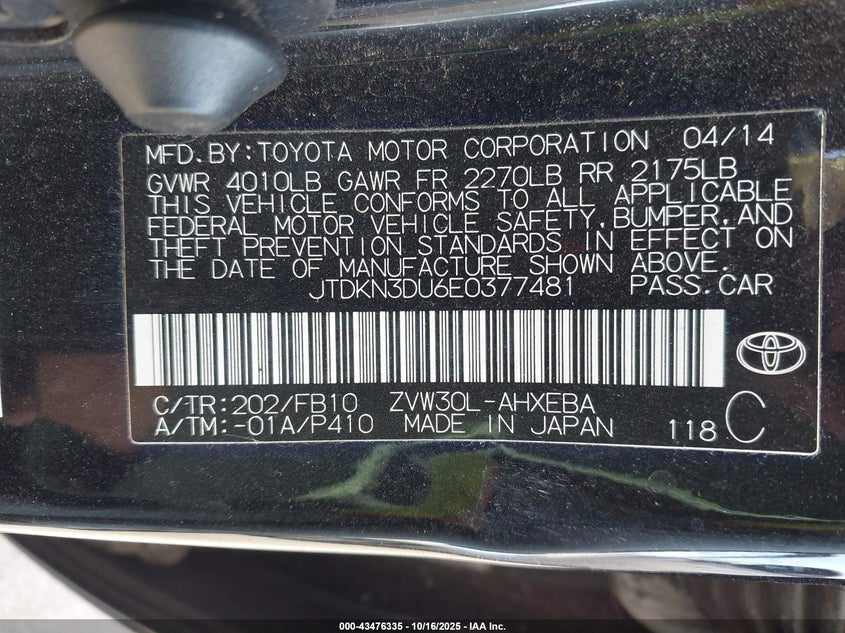 MFD.BY:TOYOTA MOTOR CORPORATION 04/14
GVWR 4010LB GAWR FR 2270LB RR 2175LB
THIS VEHICLE CONFORMS TO ALL APPLICABLE
FEDERAL MOTOR VEHICLE SAFETY,BUMPER,AND
THEFT PREVENTION STANDARDS IN EFFECT ON
THE DATE OF MANUFACTURE SHOWN ABOVE.
JTDKN3DU6E0377481 PASS.CAR
C/TR:202/FB10 ZVW30L-AHXEBA
A/TM:-01A/P410 MADE IN JAPAN 118 C
000-43476335 - 10/16/2025 - IAA Inc.